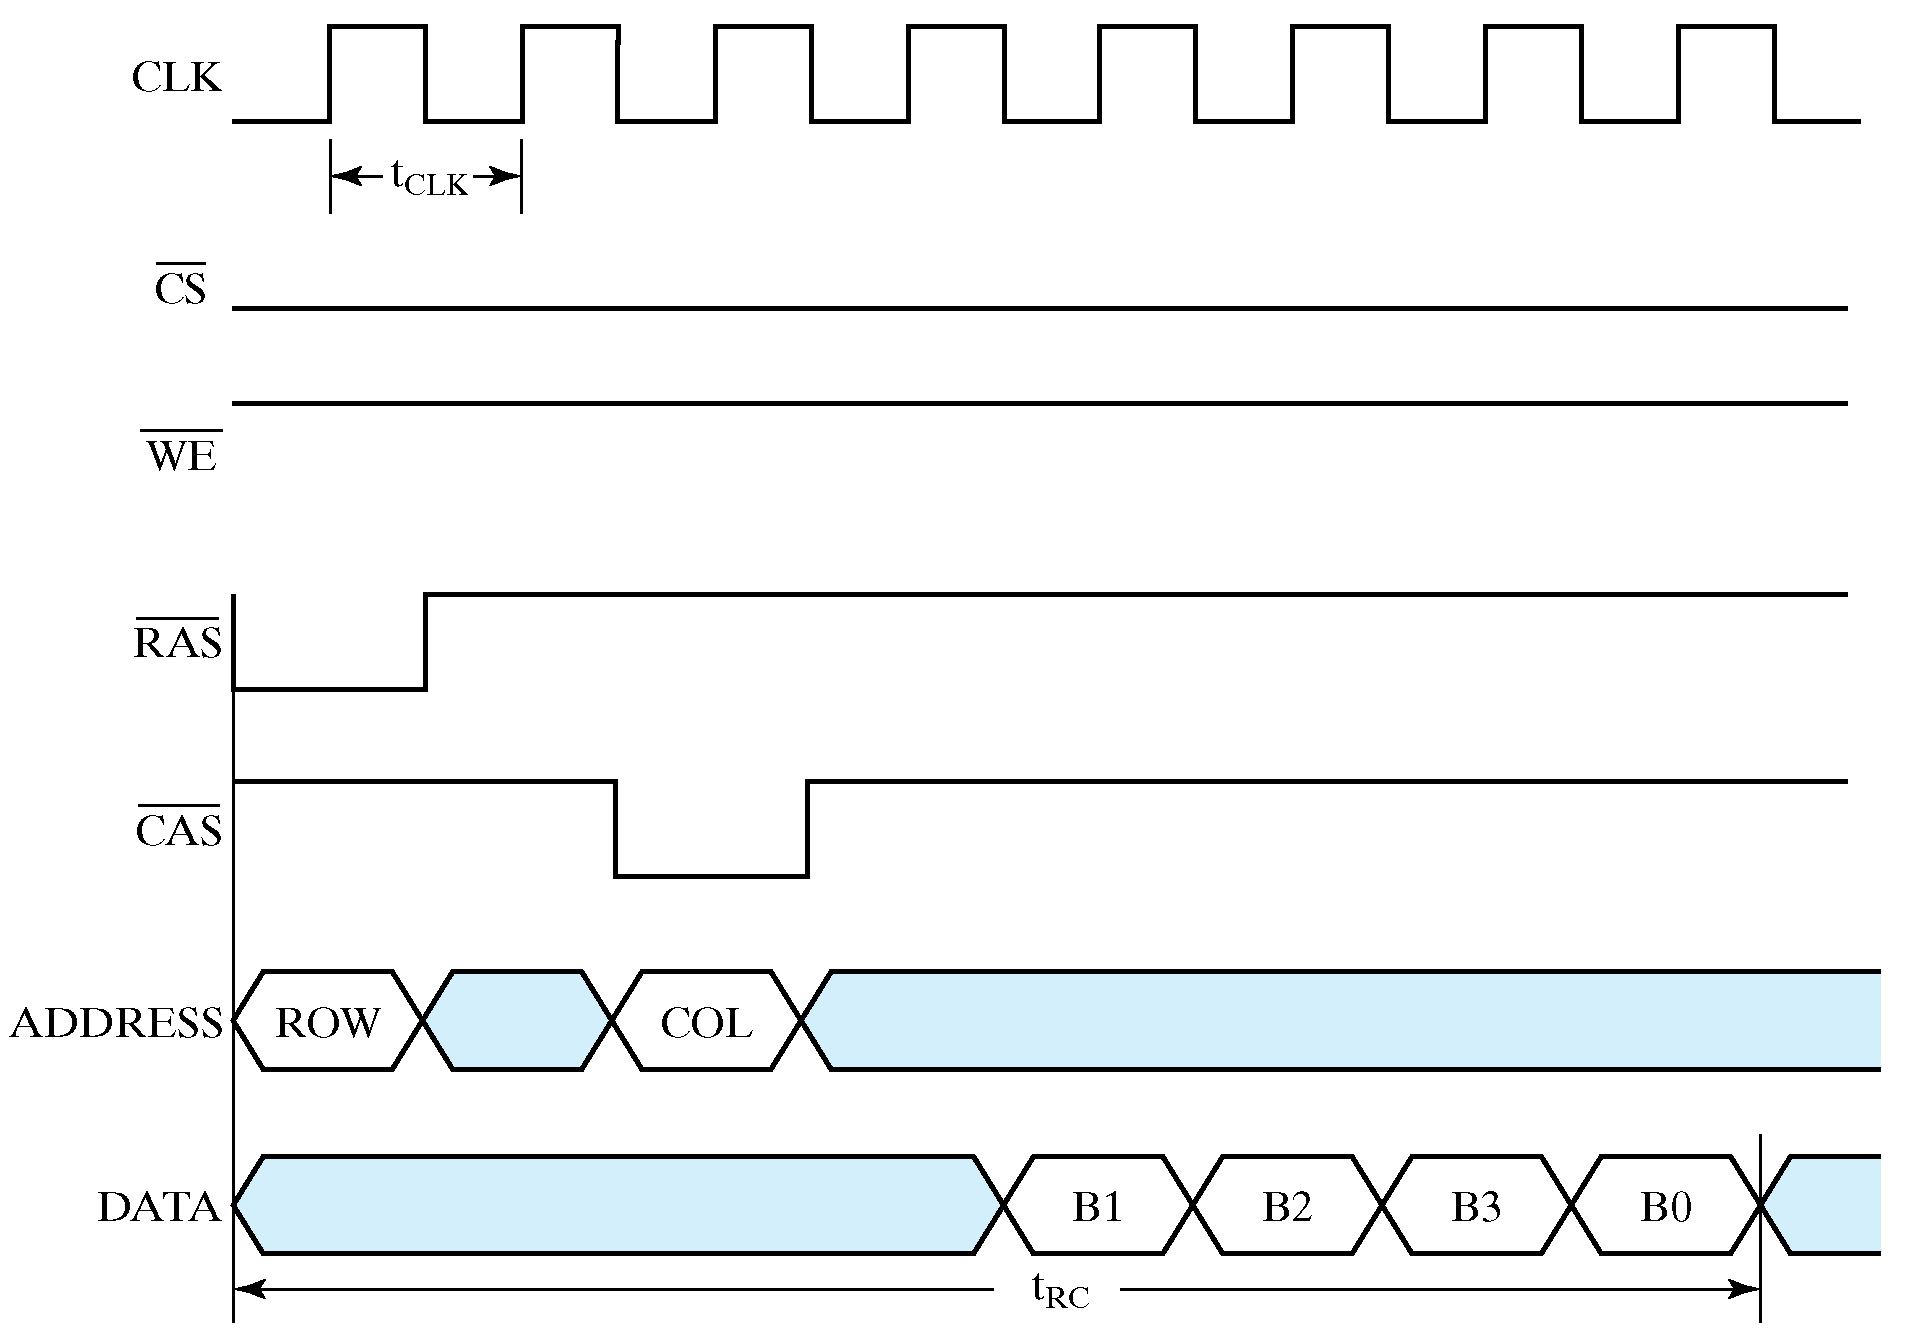 CLK
tCLK
CS
WE
RAS
CAS
ADDRESS ROW COL
DATA B1 B2 B3 B0
tRC